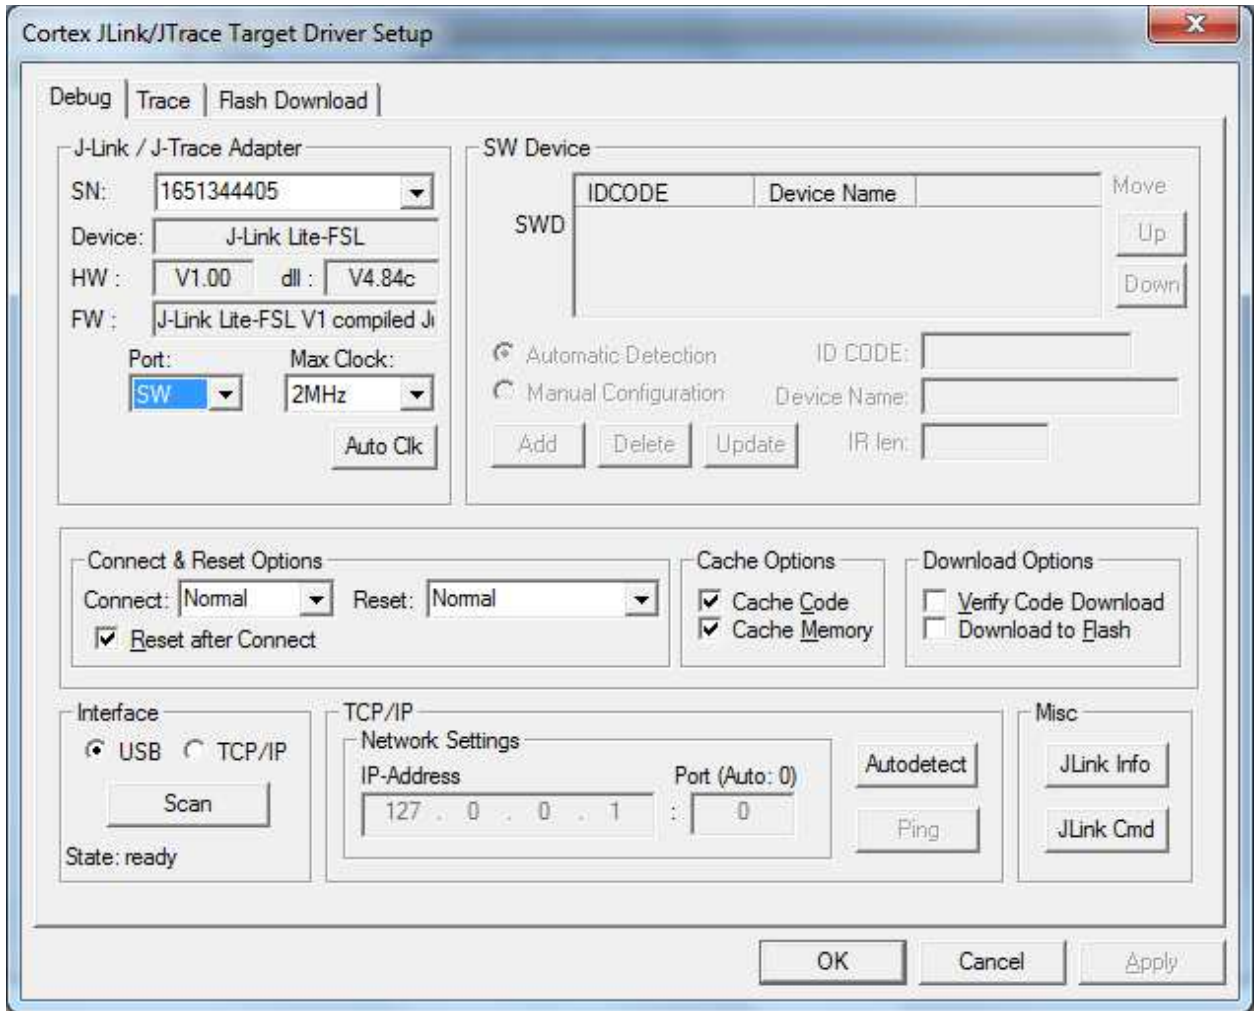 Cortex JLink/JTrace Target Driver Setup
Debug Trace Flash Download
J-Link / J-Trace Adapter
SN: 1651344405
Device: J-Link Lite-FSL
HW : V1.00 dll : V4.84c
FW : J-Link Lite-FSL V1 compiled
Port: Max Clock:
SW 2MHz
Auto Clk
SW Device
IDCODE Device Name Move
SWD
Up
Down
Automatic Detection ID CODE:
Manual Configuration Device Name:
Add Delete Update IR len:
Connect & Reset Options
Connect: Normal Reset: Normal
Reset after Connect
Cache Options
Cache Code
Cache Memory
Download Options
Verify Code Download
Download to Flash
Interface
USB TCP/IP
Scan
State: ready
TCP/IP
Network Settings
IP-Address Port (Auto: 0)
127 . 0 . 0 . 1 : 0
Autodetect
Ping
Misc
JLink Info
JLink Cmd
OK Cancel Apply